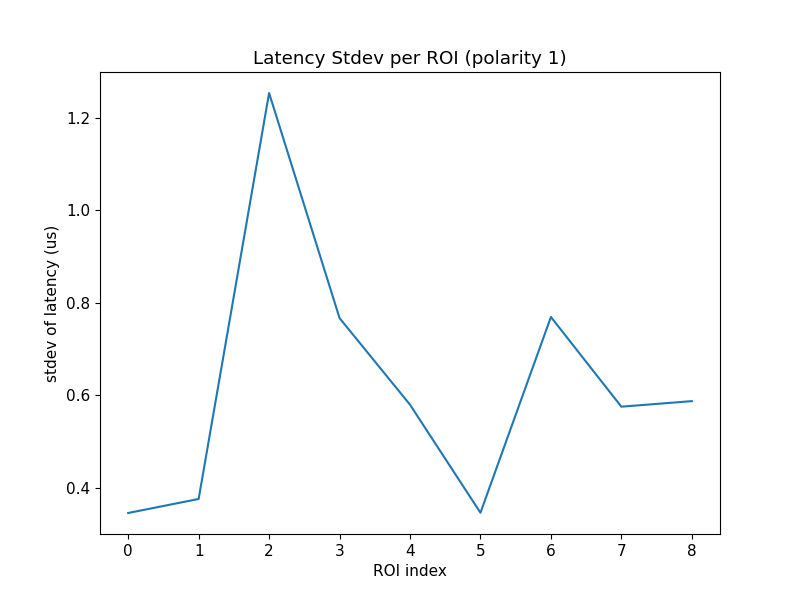 Latency Stdev per ROI (polarity 1)
stdev of latency (us)
1.2
1.0
0.8
0.6
0.4
0 1 2 3 4 5 6 7 8
ROI index